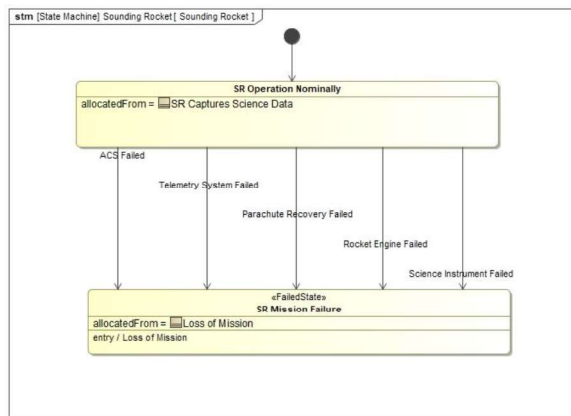 stm [State Machine] Sounding Rocket [ Sounding Rocket ]
SR Operation Nominally
allocatedFrom = SR Captures Science Data
ACS Failed
Telemetry System Failed
Parachute Recovery Failed
Rocket Engine Failed
Science Instrument Failed
«FailedState»
SR Mission Failure
allocatedFrom = Loss of Mission
entry / Loss of Mission